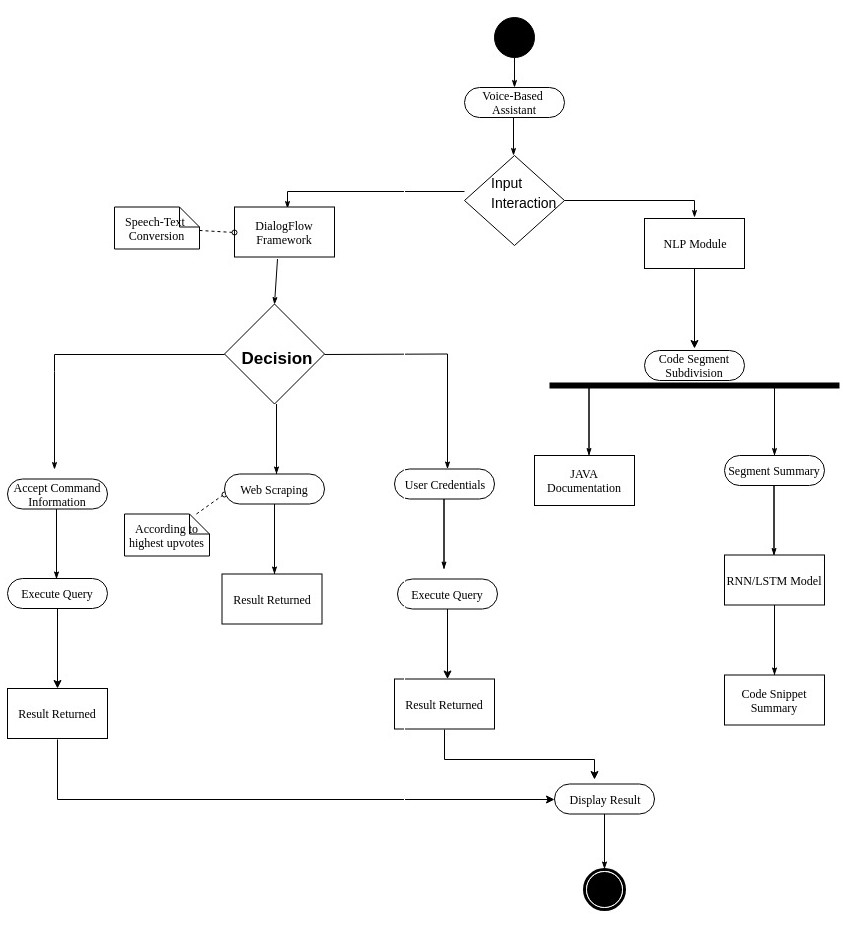 Voice-Based
Assistant
Input
Interaction
Speech-Text
Conversion
DialogFlow
Framework
NLP Module
Decision
Code Segment
Subdivision
Accept Command
Information
Web Scraping
User Credentials
JAVA
Documentation
Segment Summary
According to
highest upvotes
Execute Query
Result Returned
Execute Query
RNN/LSTM Model
Result Returned
Result Returned
Code Snippet
Summary
Display Result